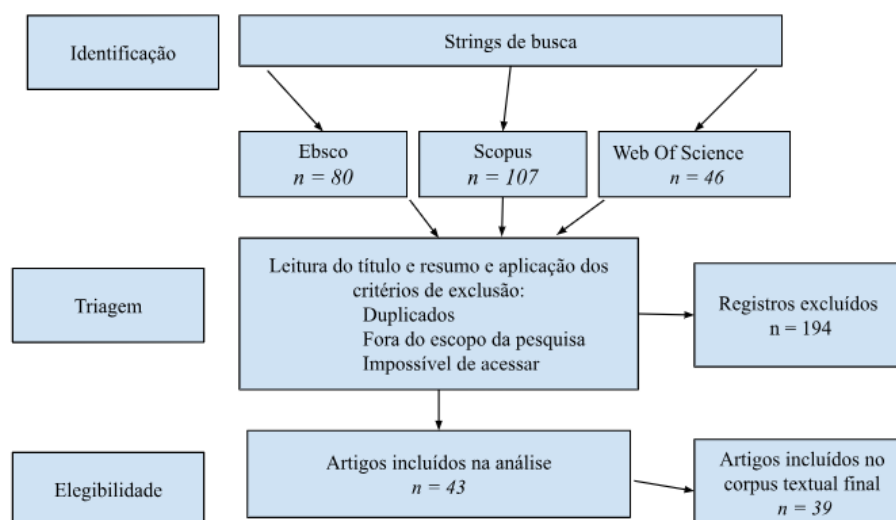 Identificação
Strings de busca
Ebsco
n = 80
Scopus
n = 107
Web Of Science
n = 46
Triagem
Leitura do título e resumo e aplicação dos
critérios de exclusão:
Duplicados
Fora do escopo da pesquisa
Impossível de acessar
Registros excluídos
n = 194
Elegibilidade
Artigos incluídos na análise
n = 43
Artigos incluídos no
corpus textual final
n = 39